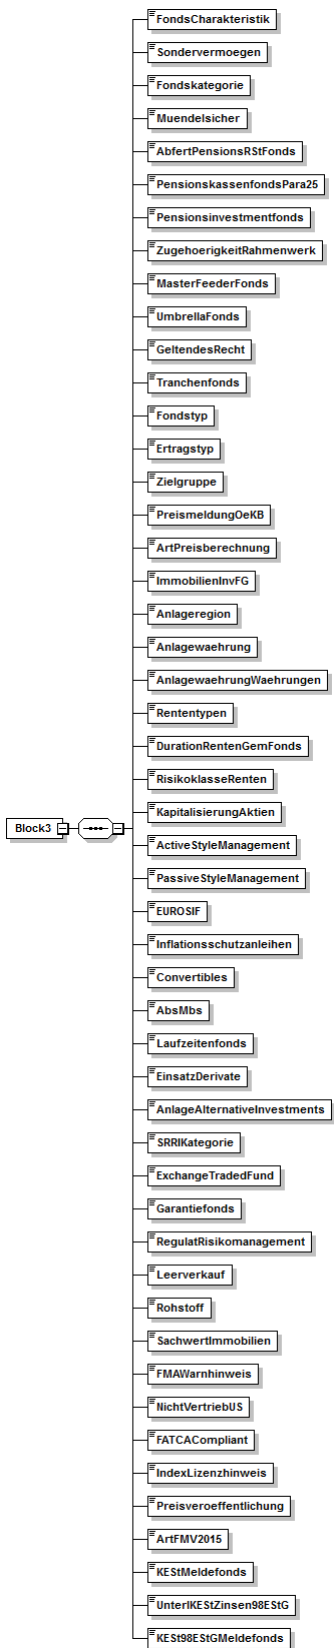 FondsCharakteristik
Sondervermoegen
Fondskategorie
Muendelsicher
AbfertPensionsRStFonds
PensionskassenfondsPara25
Pensionsinvestmentfonds
ZugehoerigkeitRahmenwerk
MasterFeederFonds
UmbrellaFonds
GeltendesRecht
Tranchenfonds
Fondstyp
Ertragstyp
Zielgruppe
PreismeldungOeKB
ArtPreisberechnung
ImmobilienInvFG
Anlageregion
Anlagewaehrung
AnlagewaehrungWaehrungen
Rententypen
DurationRentenGemFonds
RisikoklasseRenten
KapitalisierungAktien
Block3
ActiveStyleManagement
PassiveStyleManagement
EUROSIF
Inflationsschutzanleihen
Convertibles
AbsMbs
Laufzeitenfonds
EinsatzDerivate
AnlageAlternativeInvestments
SRRIKategorie
ExchangeTradedFund
Garantiefonds
RegulatRisikomanagement
Leerverkauf
Rohstoff
SachwertImmobilien
FMAWarnhinweis
NichtVertriebUS
FATCACompliant
IndexLizenzhinweis
Preisveroeffentlichung
ArtFMV2015
KEStMeldefonds
UnterlKEStZinsen98EStG
KESt98EStGMeldefonds